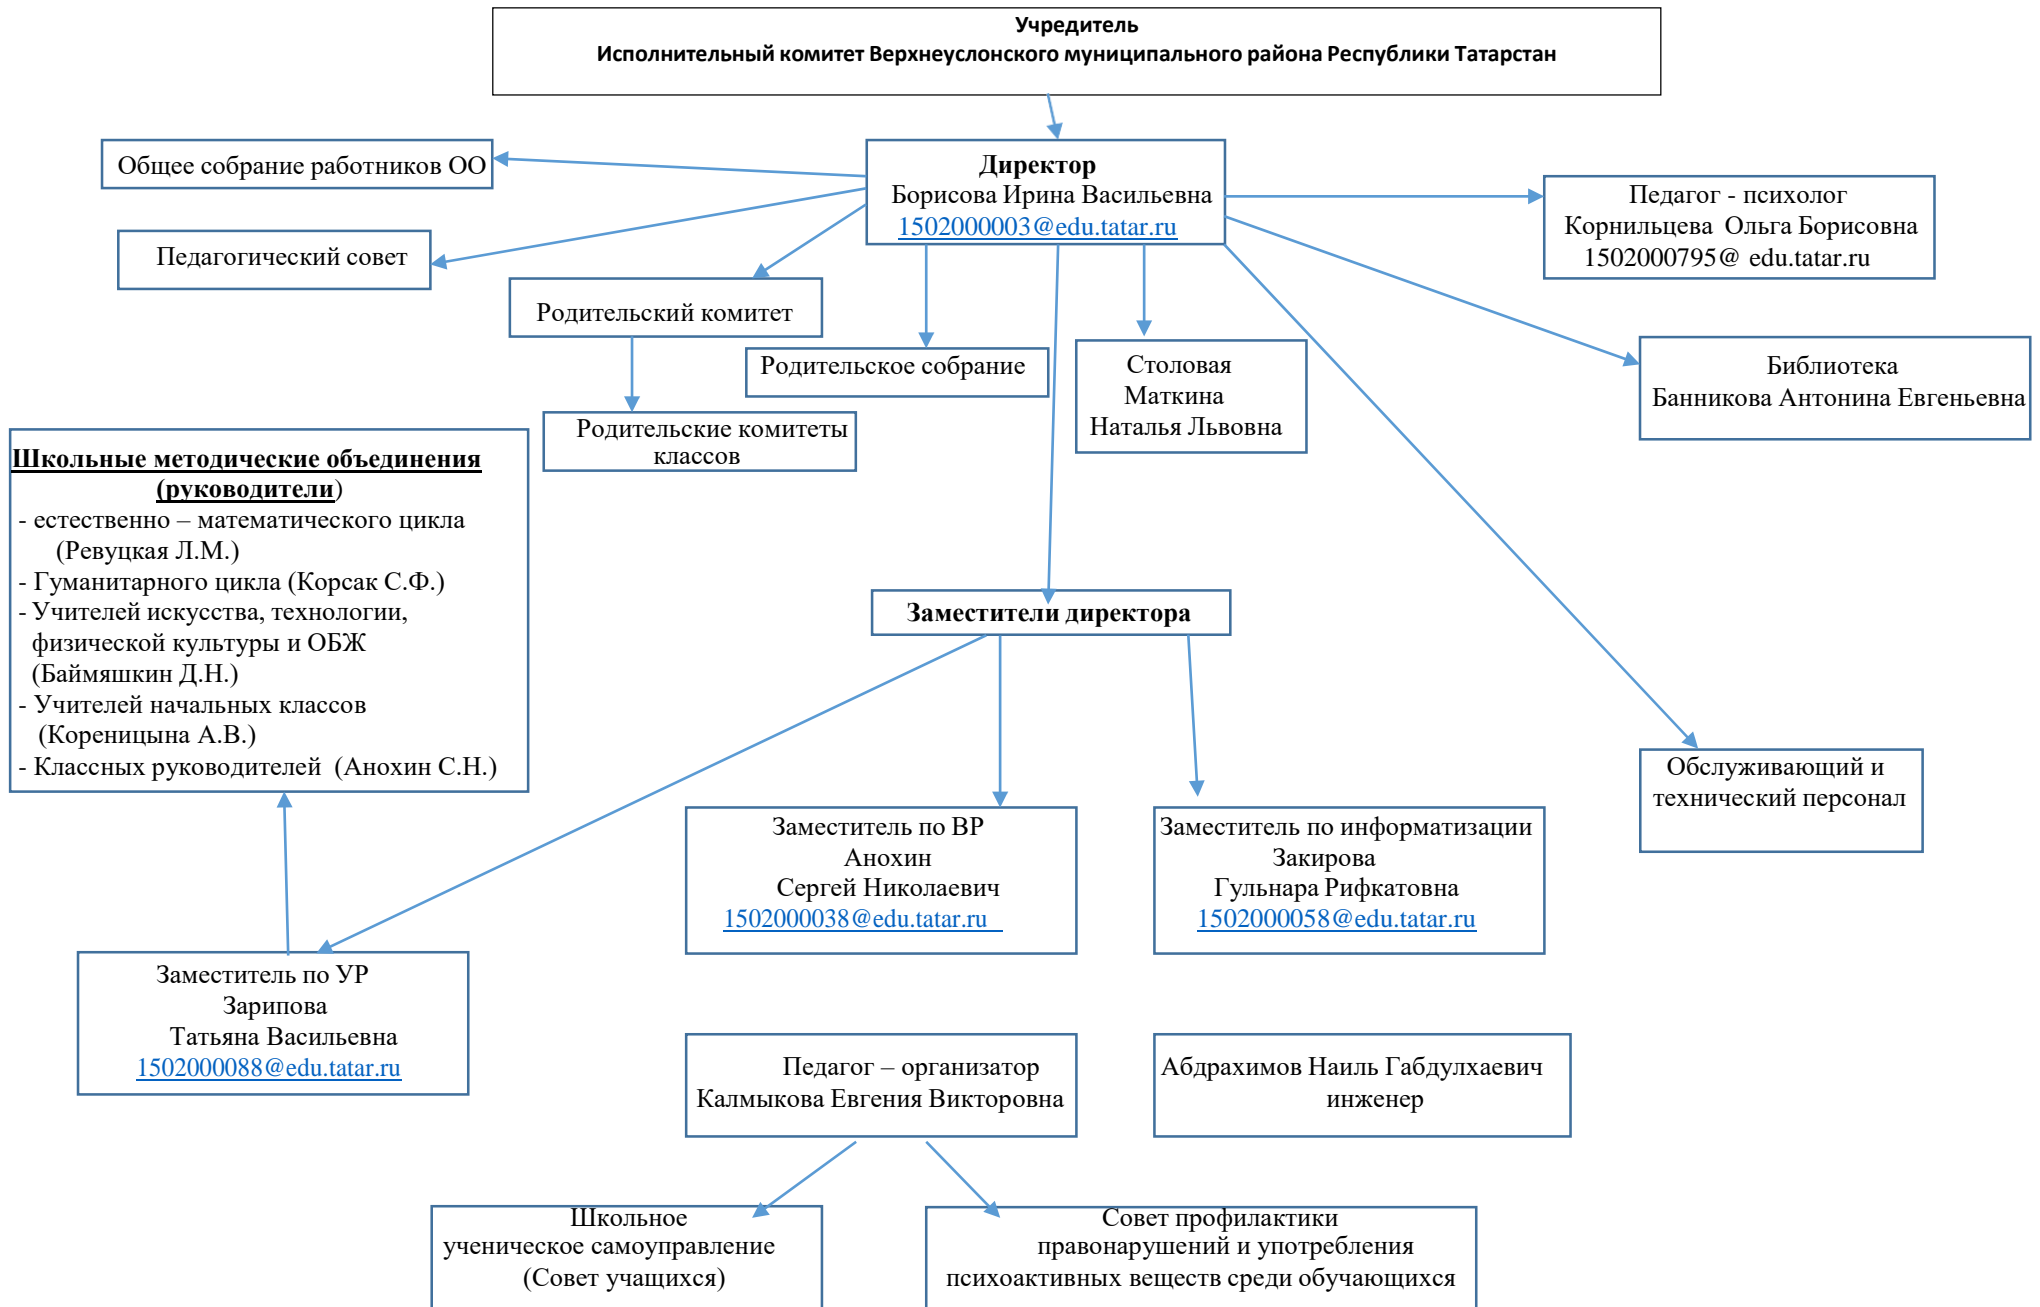 Учредитель
Исполнительный комитет Верхнеуслонского муниципального района Республики Татарстан
Общее собрание работников ОО
Директор
Борисова Ирина Васильевна
1502000003@edu.tatar.ru
Педагог - психолог
Корнильцева Ольга Борисовна
1502000795@ edu.tatar.ru
Педагогический совет
Родительский комитет
Родительское собрание
Столовая
Маткина
Наталья Львовна
Библиотека
Банникова Антонина Евгеньевна
Родительские комитеты
классов
Школьные методические объединения
(руководители)
- естественно – математического цикла
(Ревуцкая Л.М.)
- Гуманитарного цикла (Корсак С.Ф.)
- Учителей искусства, технологии,
физической культуры и ОБЖ
(Баймяшкин Д.Н.)
- Учителей начальных классов
(Кореницына А.В.)
- Классных руководителей (Анохин С.Н.)
Заместители директора
Обслуживающий и
технический персонал
Заместитель по ВР
Анохин
Сергей Николаевич
1502000038@edu.tatar.ru
Заместитель по информатизации
Закирова
Гульнара Рифкатовна
1502000058@edu.tatar.ru
Заместитель по УР
Зарипова
Татьяна Васильевна
1502000088@edu.tatar.ru
Педагог – организатор
Калмыкова Евгения Викторовна
Абдрахимов Наиль Габдулхаевич
инженер
Школьное
ученическое самоуправление
(Совет учащихся)
Совет профилактики
правонарушений и употребления
психоактивных веществ среди обучающихся